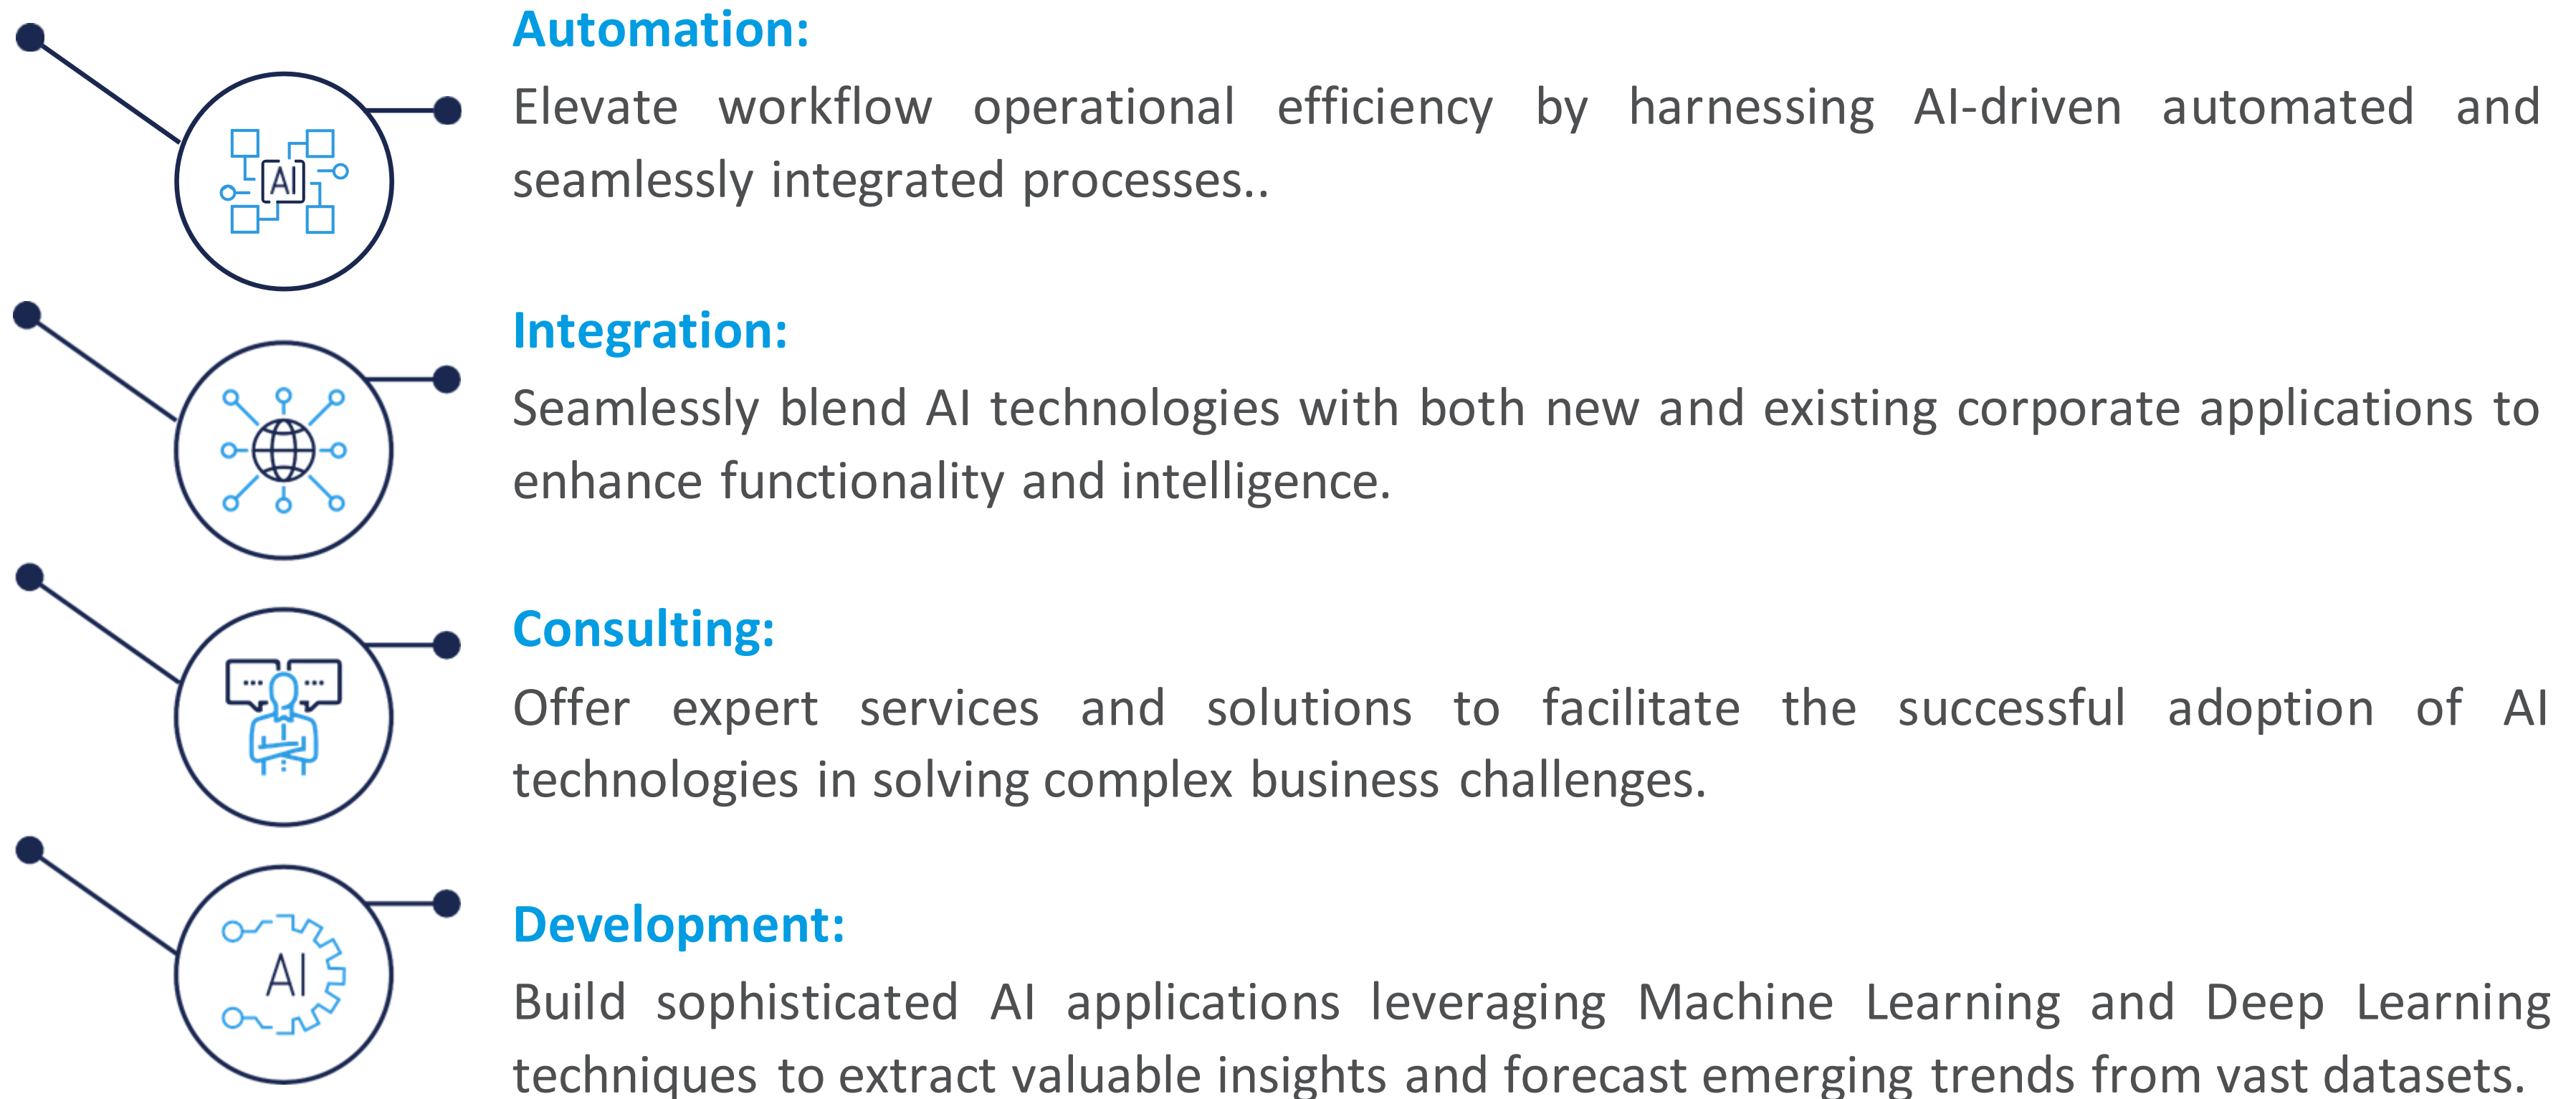 Automation:
AI
Elevate workflow operational efficiency by harnessing AI-driven automated and
seamlessly integrated processes..
Integration:
Seamlessly blend AI technologies with both new and existing corporate applications to
enhance functionality and intelligence.
Consulting:
Offer expert services and solutions to facilitate the successful adoption of AI
technologies in solving complex business challenges.
Development:
AI
Build sophisticated AI applications leveraging Machine Learning and Deep Learning
techniques to extract valuable insights and forecast emerging trends from vast datasets.